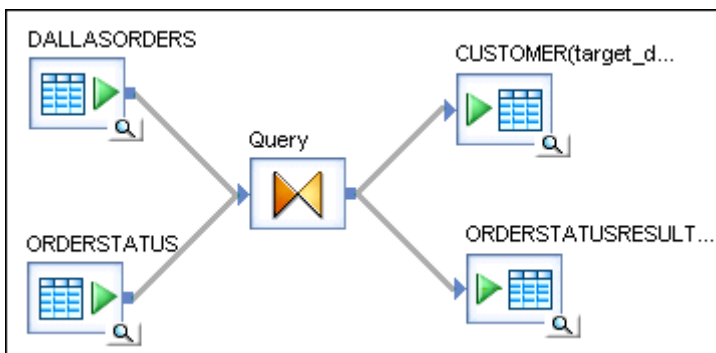 DALLASORDERS
CUSTOMER(target_d...
Query
ORDERSTATUS
ORDERSTATUSRESULT...